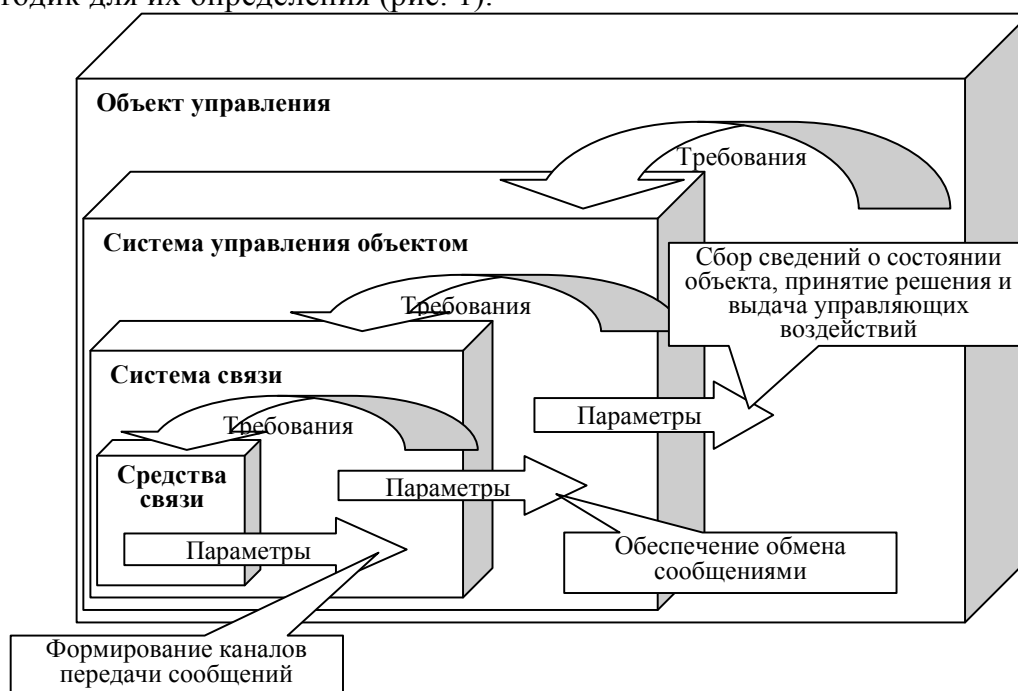 тодик для их определения (рис. 1).
Объект управления
Требования
Система управления объектом
Сбор сведений о состоянии
объекта, принятие решения и
выдача управляющих
воздействий
Требования
Система связи
Параметры
Требования
Средства
связи
Параметры
Параметры
Обеспечение обмена
сообщениями
Формирование каналов
передачи сообщений